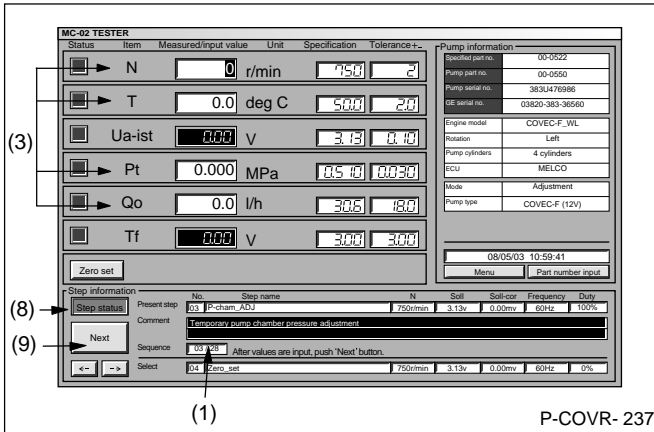 MC-02 TESTER
Status Item Measured/input value Unit Specification Tolerance+-
N 0 r/min 750 2
T 0.0 deg C 50.0 2.0
Ua-ist 0.00 V 3.13 0.10
Pt 0.000 MPa 0.510 0.030
Qo 0.0 l/h 30.6 18.0
Tf 0.00 V 3.00 3.00
Zero set
(3)
Pump information
Specified part no. 00-0522
Pump part no. 00-0550
Pump serial no. 383U476986
GE serial no. 03820-383-36560
Engine model COVEC-F_WL
Rotation Left
Pump cylinders 4 cylinders
ECU MELCO
Mode Adjustment
Pump type COVEC-F (12V)
08/05/03 10:59:41
Menu Part number input
Step information
No. Step name N Soll Soll-cor Frequency Duty
(8) Step status Present step 03 P-cham_ADJ 750r/min 3.13v 0.00mv 60Hz 100%
Comment Temporary pump chamber pressure adjustment
(9) Next
Sequence 03 /28 After values are input, push 'Next' button.
<- -> Select 04 Zero_set 750r/min 3.13v 0.00mv 60Hz 0%
(1)
P-COVR- 237